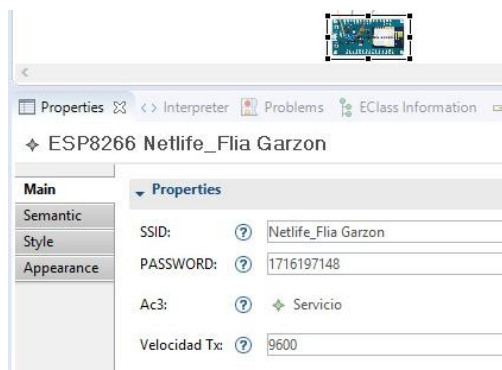 Properties Interpreter Problems EClass Information
ESP8266 Netlife_Flia Garzon
Main
Properties
Semantic
SSID: Netlife_Flia Garzon
Style
PASSWORD: 1716197148
Appearance
Ac3: Servicio
Velocidad Tx: 9600